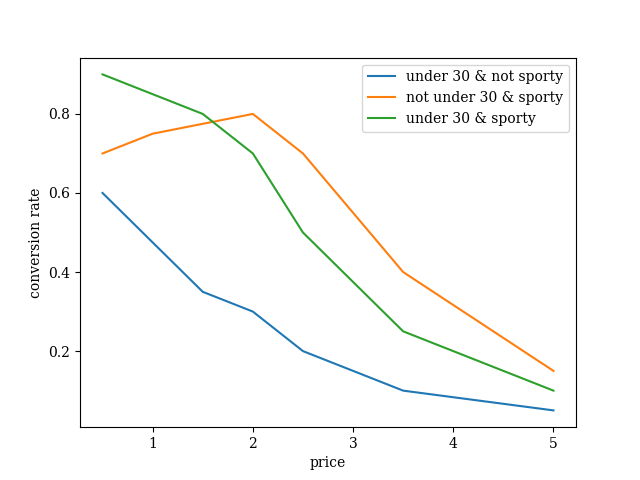 under 30 & not sporty
not under 30 & sporty
under 30 & sporty
conversion rate
0.8
0.6
0.4
0.2
1 2 3 4 5
price